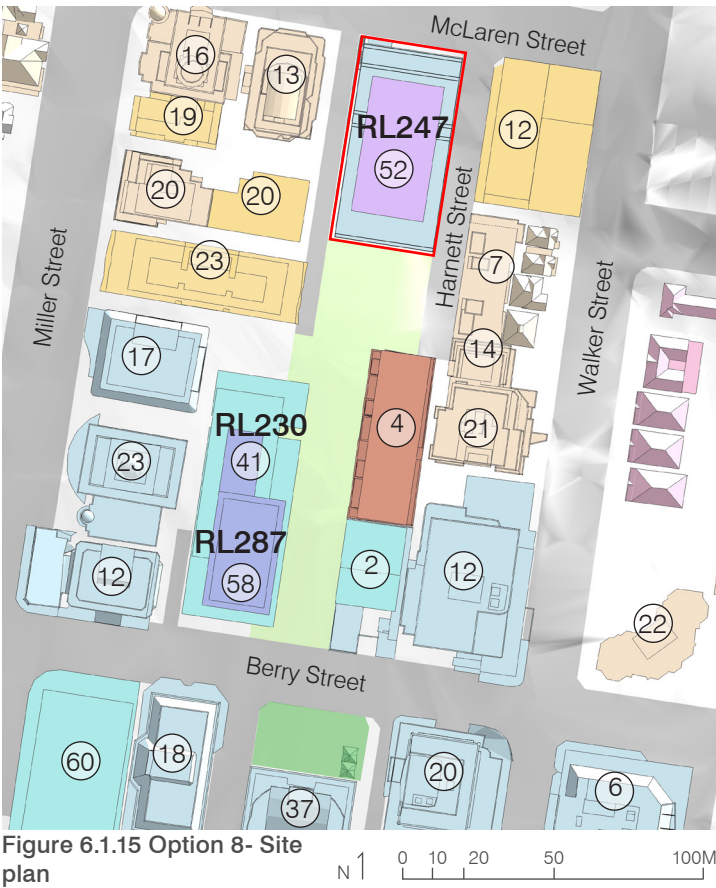 McLaren Street
16
13
19
12
RL247
52
20
20
23
Harnett Street
7
Miller Street
Walker Street
17
14
4
21
RL230
41
23
RL287
58
12
2
12
22
Berry Street
60
18
37
20
6
Figure 6.1.15 Option 8- Site
plan
N
0 10 20 50 100M